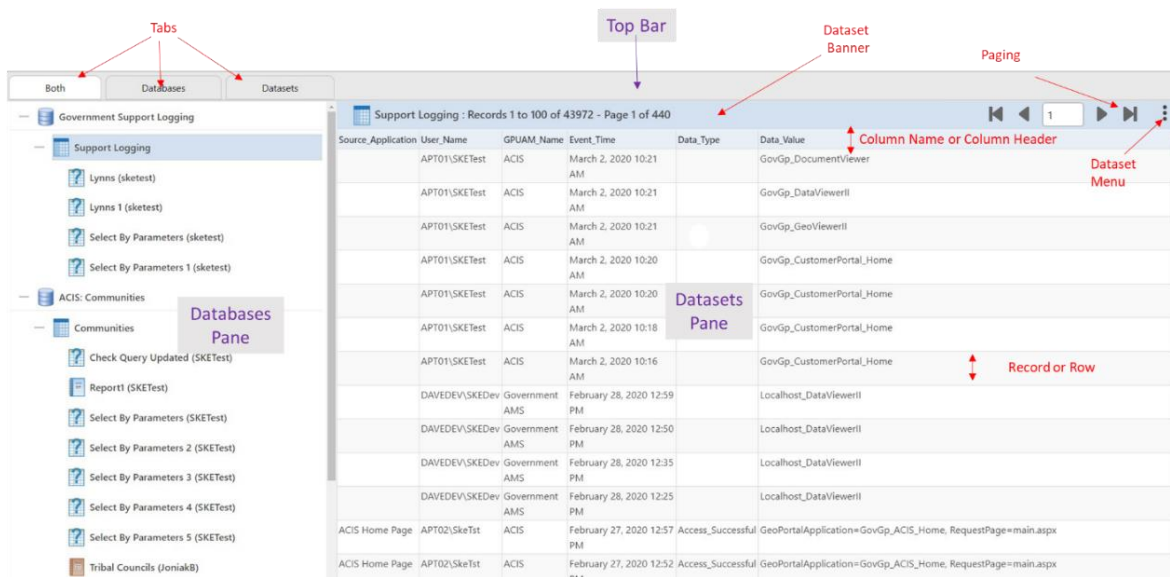 Tabs
Top Bar
Dataset
Banner
Paging
Both
Databases
Datasets
Government Support Logging
Support Logging
Lynns (sketest)
Lynns 1 (sketest)
Select By Parameters (sketest)
Select By Parameters 1 (sketest)
ACIS: Communities
Databases
Pane
Communities
Check Query Updated (SKETest)
Report1 (SKETest)
Select By Parameters (SKETest)
Select By Parameters 2 (SKETest)
Select By Parameters 3 (SKETest)
Select By Parameters 4 (SKETest)
Select By Parameters 5 (SKETest)
Tribal Councils (JoniakB)
Support Logging : Records 1 to 100 of 43972 - Page 1 of 440
1
Source_Application User_Name GPUAM_Name Event_Time Data_Type Data_Value
Column Name or Column Header
Dataset
Menu
APT01\SKETest ACIS March 2, 2020 10:21 GovGp_DocumentViewer
AM
APT01\SKETest ACIS March 2, 2020 10:21 GovGp_DataViewerII
AM
APT01\SKETest ACIS March 2, 2020 10:21 GovGp_GeoViewerII
AM
APT01\SKETest ACIS March 2, 2020 10:20 GovGp_CustomerPortal_Home
AM
APT01\SKETest ACIS March 2, 2020 10:20 GovGp_CustomerPortal_Home
AM
Datasets
Pane
APT01\SKETest ACIS March 2, 2020 10:18 GovGp_CustomerPortal_Home
AM
APT01\SKETest ACIS March 2, 2020 10:16 GovGp_CustomerPortal_Home
AM
Record or Row
DAVEDEV\SKEDev Government February 28, 2020 12:59 Localhost_DataViewerII
AMS PM
DAVEDEV\SKEDev Government February 28, 2020 12:50 Localhost_DataViewerII
AMS PM
DAVEDEV\SKEDev Government February 28, 2020 12:35 Localhost_DataViewerII
AMS PM
DAVEDEV\SKEDev Government February 28, 2020 12:25 Localhost_DataViewerII
AMS PM
ACIS Home Page APT02\SkeTst ACIS February 27, 2020 12:57 Access_Successful GeoPortalApplication=GovGp_ACIS_Home, RequestPage=main.aspx
PM
ACIS Home Page APT02\SkeTst ACIS February 27, 2020 12:52 Access_Successful GeoPortalApplication=GovGp_ACIS_Home, RequestPage=main.aspx